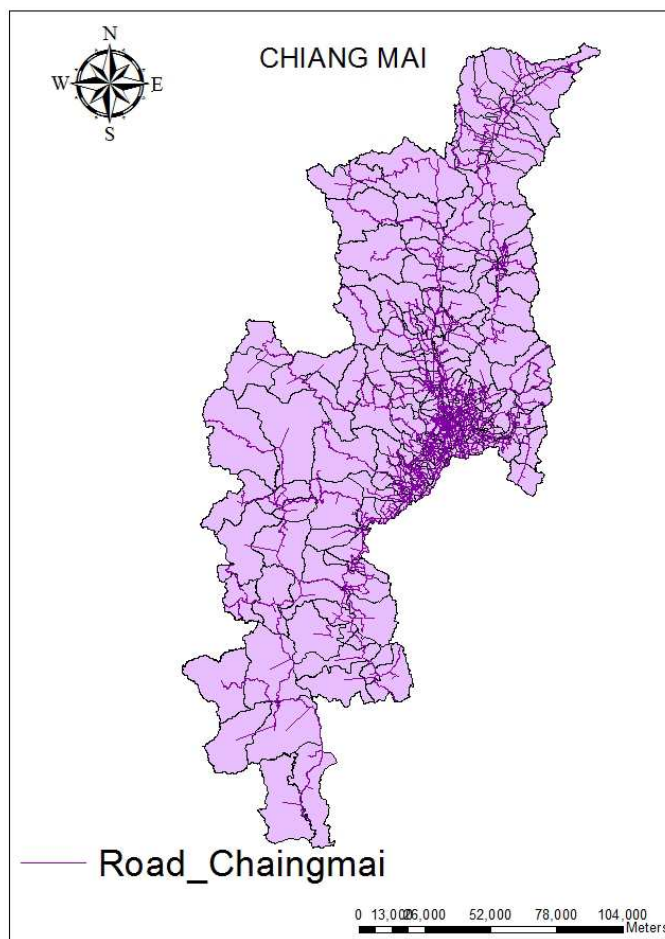 N
CHIANG MAI
W E
S
Road_Chaingmai
0 13,000 26,000 52,000 78,000 104,000
Meters